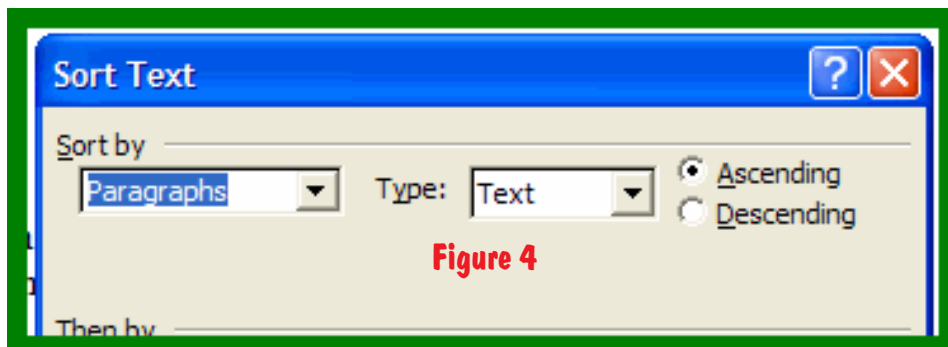 Sort Text
Sort by
Paragraphs Type: Text Ascending
Descending
Figure 4
Then by